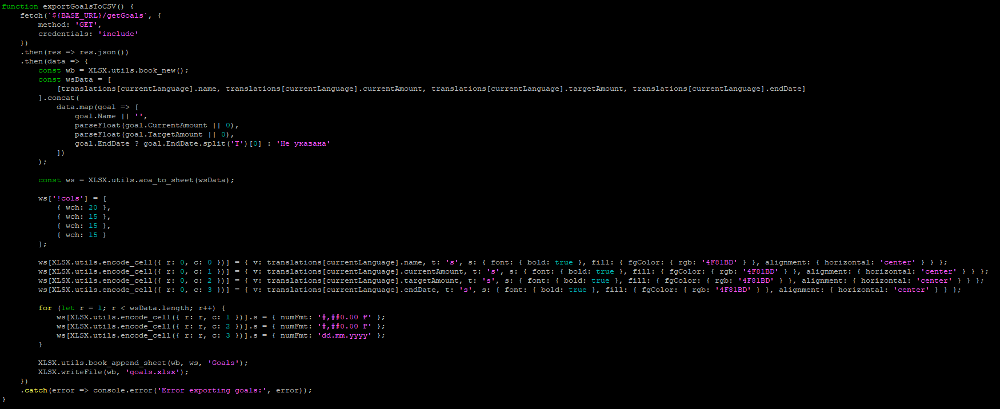 function exportGoalsToCSV() {
    fetch(`${BASE_URL}/getGoals`, {
        method: 'GET',
        credentials: 'include'
    })
    .then(res => res.json())
    .then(data => {
        const wb = XLSX.utils.book_new();
        const wsData = [
            [translations[currentLanguage].name, translations[currentLanguage].currentAmount, translations[currentLanguage].targetAmount, translations[currentLanguage].endDate]
        ].concat(
            data.map(goal => [
                goal.Name || '',
                parseFloat(goal.CurrentAmount || 0),
                parseFloat(goal.TargetAmount || 0),
                goal.EndDate ? goal.EndDate.split('T')[0] : 'Не указана'
            ])
        );

        const ws = XLSX.utils.aoa_to_sheet(wsData);

        ws['!cols'] = [
            { wch: 20 },
            { wch: 15 },
            { wch: 15 },
            { wch: 15 }
        ];

        ws[XLSX.utils.encode_cell({ r: 0, c: 0 })] = { v: translations[currentLanguage].name, t: 's', s: { font: { bold: true }, fill: { fgColor: { rgb: '4F81BD' } }, alignment: { horizontal: 'center' } } };
        ws[XLSX.utils.encode_cell({ r: 0, c: 1 })] = { v: translations[currentLanguage].currentAmount, t: 's', s: { font: { bold: true }, fill: { fgColor: { rgb: '4F81BD' } }, alignment: { horizontal: 'center' } } };
        ws[XLSX.utils.encode_cell({ r: 0, c: 2 })] = { v: translations[currentLanguage].targetAmount, t: 's', s: { font: { bold: true }, fill: { fgColor: { rgb: '4F81BD' } }, alignment: { horizontal: 'center' } } };
        ws[XLSX.utils.encode_cell({ r: 0, c: 3 })] = { v: translations[currentLanguage].endDate, t: 's', s: { font: { bold: true }, fill: { fgColor: { rgb: '4F81BD' } }, alignment: { horizontal: 'center' } } };

        for (let r = 1; r < wsData.length; r++) {
            ws[XLSX.utils.encode_cell({ r: r, c: 1 })].s = { numFmt: '#,##0.00 ₽' };
            ws[XLSX.utils.encode_cell({ r: r, c: 2 })].s = { numFmt: '#,##0.00 ₽' };
            ws[XLSX.utils.encode_cell({ r: r, c: 3 })].s = { numFmt: 'dd.mm.yyyy' };
        }

        XLSX.utils.book_append_sheet(wb, ws, 'Goals');
        XLSX.writeFile(wb, 'goals.xlsx');
    })
    .catch(error => console.error('Error exporting goals:', error));
}